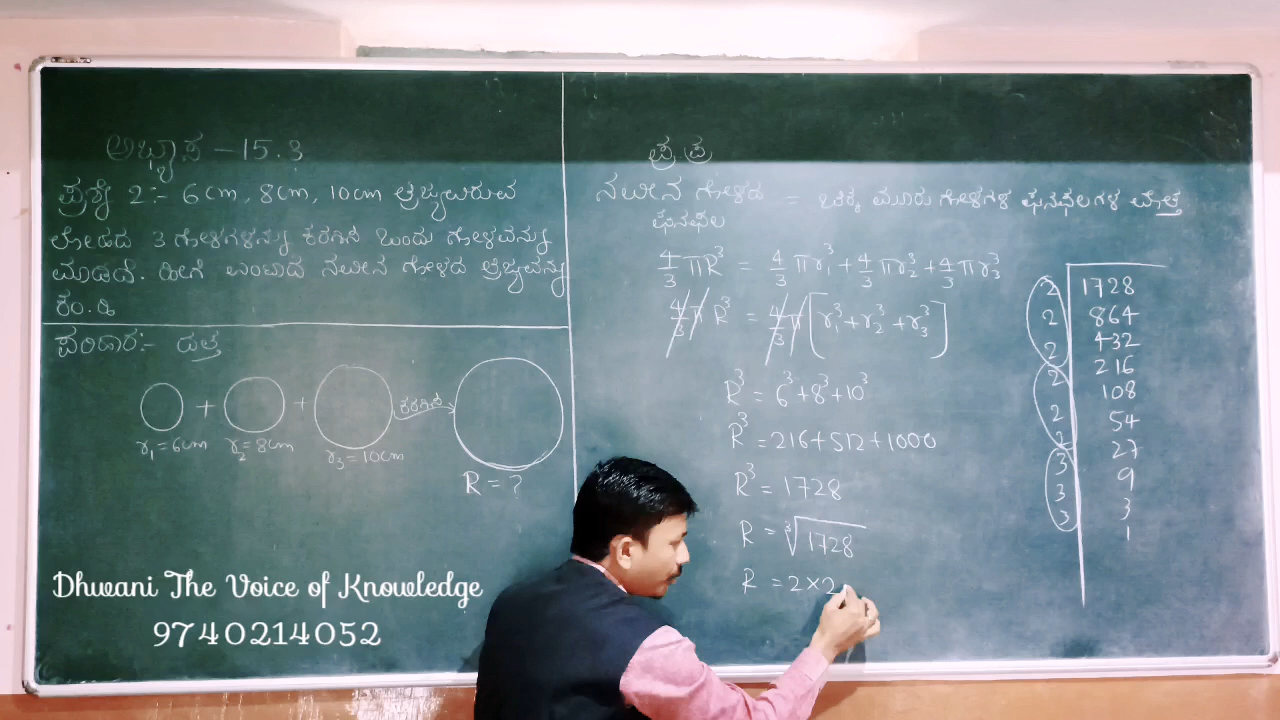 ಅಭ್ಯಾಸ - 15.3
ಪ್ರಶ್ನೆ 2:- 6cm, 8cm, 10cm ತ್ರಿಜ್ಯವಿರುವ
ಲೋಹದ 3 ಗೋಳಗಳನ್ನು ಕರಗಿಸಿ ಒಂದು ಗೋಳವನ್ನು
ಮಾಡಿದೆ. ಹೀಗೆ ಉಂಟಾದ ನವೀನ ಗೋಳದ ತ್ರಿಜ್ಯವನ್ನು
ಕಂ.ಹಿ
ಪರಿಹಾರ:- ದತ್ತ
+ + ಕರಗಿಸಿ
r₁=6cm r₂=8cm r₃=10cm
R = ?
Dhwani The Voice of Knowledge
9740214052
ಪ್ರ.ಪ್ರ
ನವೀನ ಗೋಳದ ಘನಫಲ = ಚಿಕ್ಕ ಮೂರು ಗೋಳಗಳ ಘನಫಲಗಳ ಮೊತ್ತ
4/3 πR³ = 4/3 πr₁³ + 4/3 πr₂³ + 4/3 πr₃³
4/3 π R³ = 4/3 π [r₁³+r₂³+r₃³]
R³ = 6³+8³+10³
R³ = 216+512+1000
R³ = 1728
R = ∛1728
R = 2×2
2 1728
2 864
2 432
2 216
2 108
2 54
3 27
3 9
3 3
1